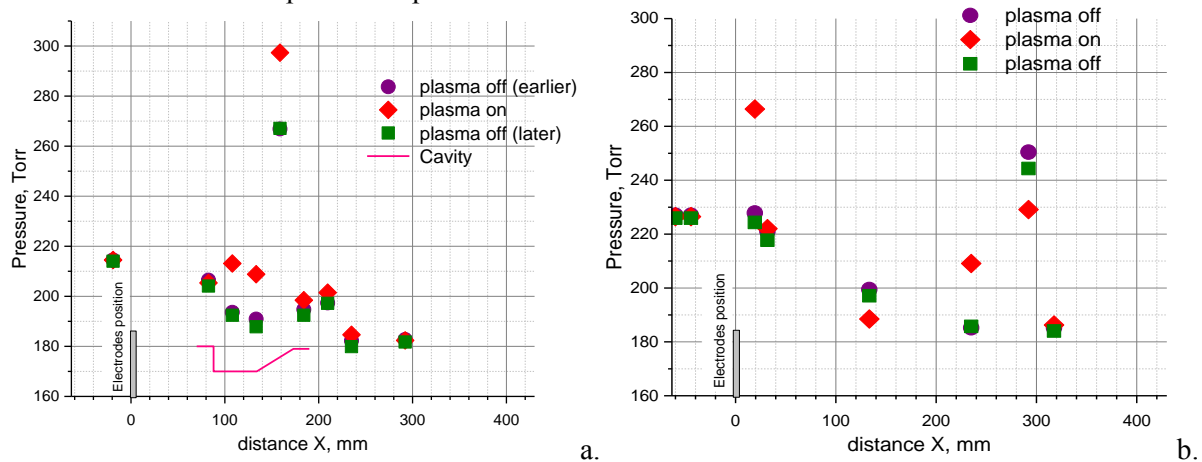 300
280
260
240
220
200
180
160
Pressure, Torr
0
100
200
300
400
distance X, mm
Electrodes position
plasma off (earlier)
plasma on
plasma off (later)
Cavity
a.
300
280
260
240
220
200
180
160
Pressure, Torr
0
100
200
300
400
distance X, mm
Electrodes position
plasma off
plasma on
plasma off
b.